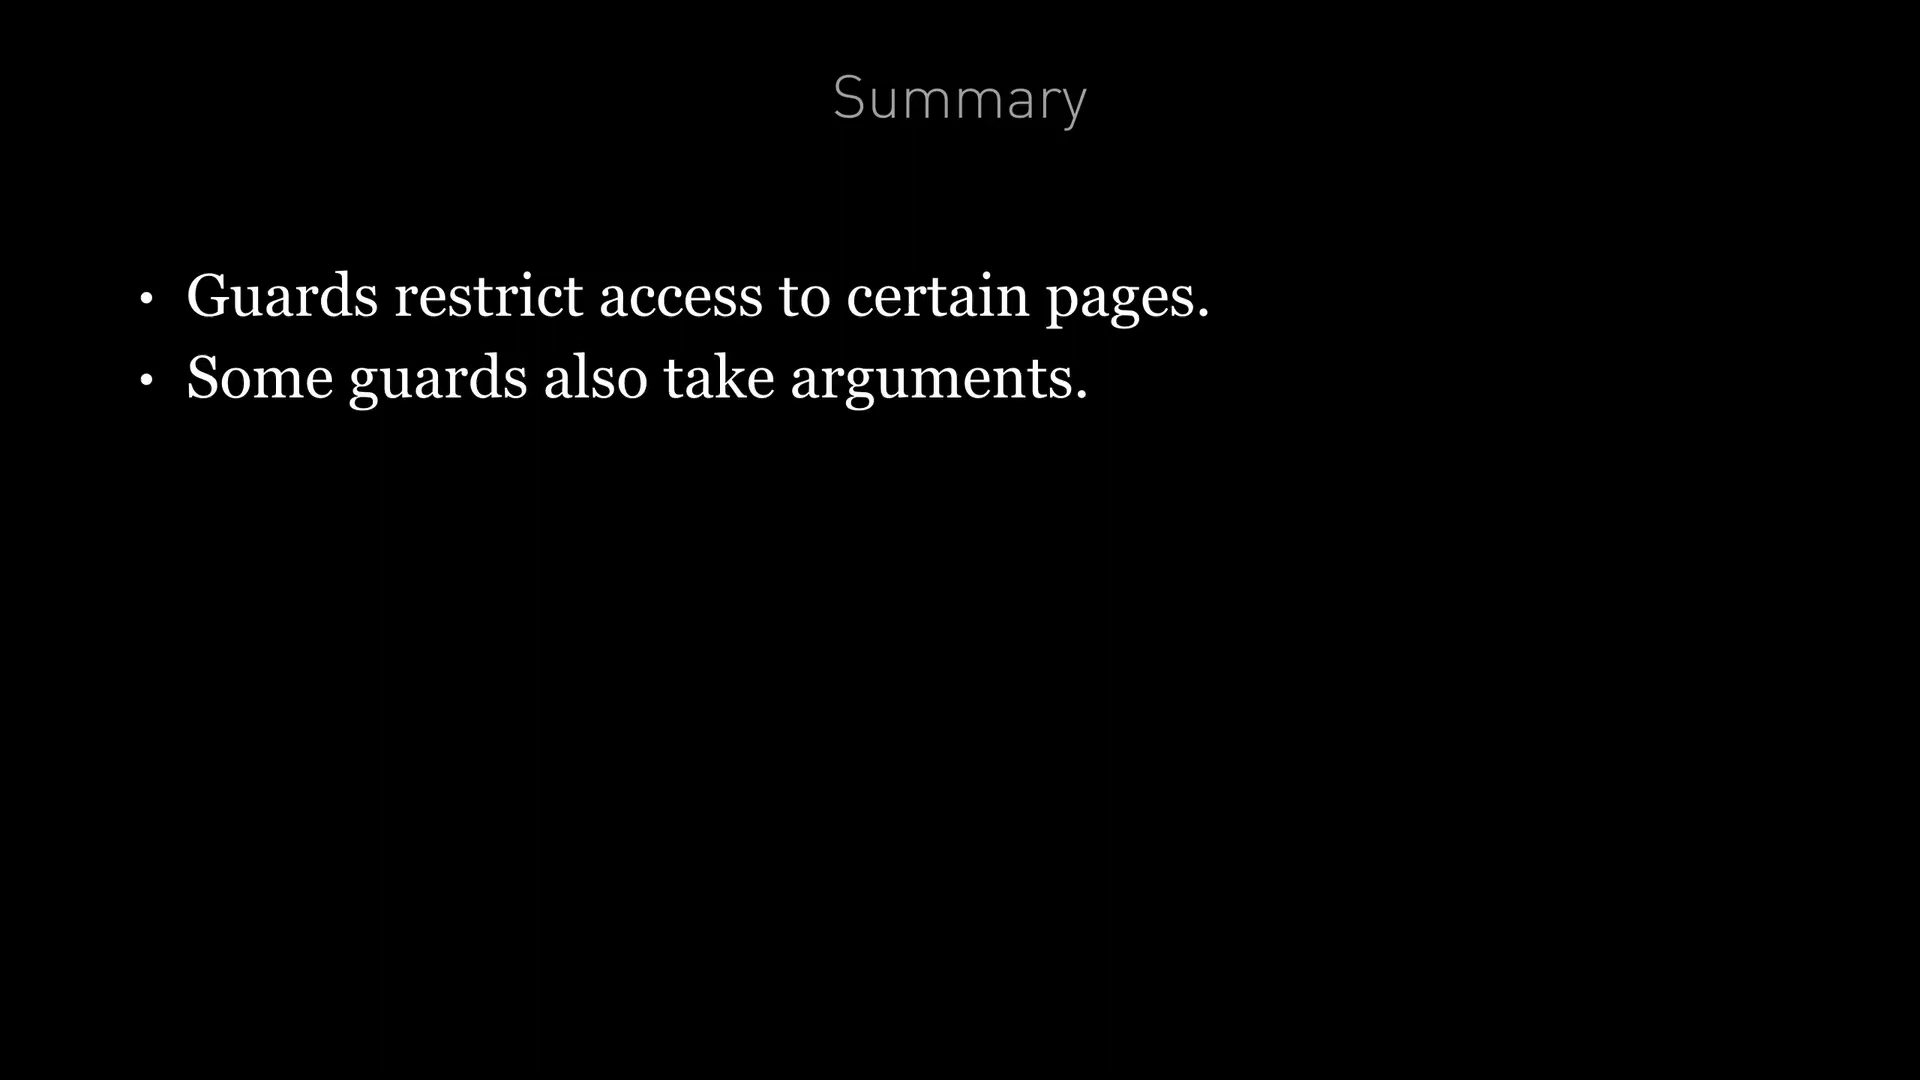 Summary
• Guards restrict access to certain pages.
• Some guards also take arguments.